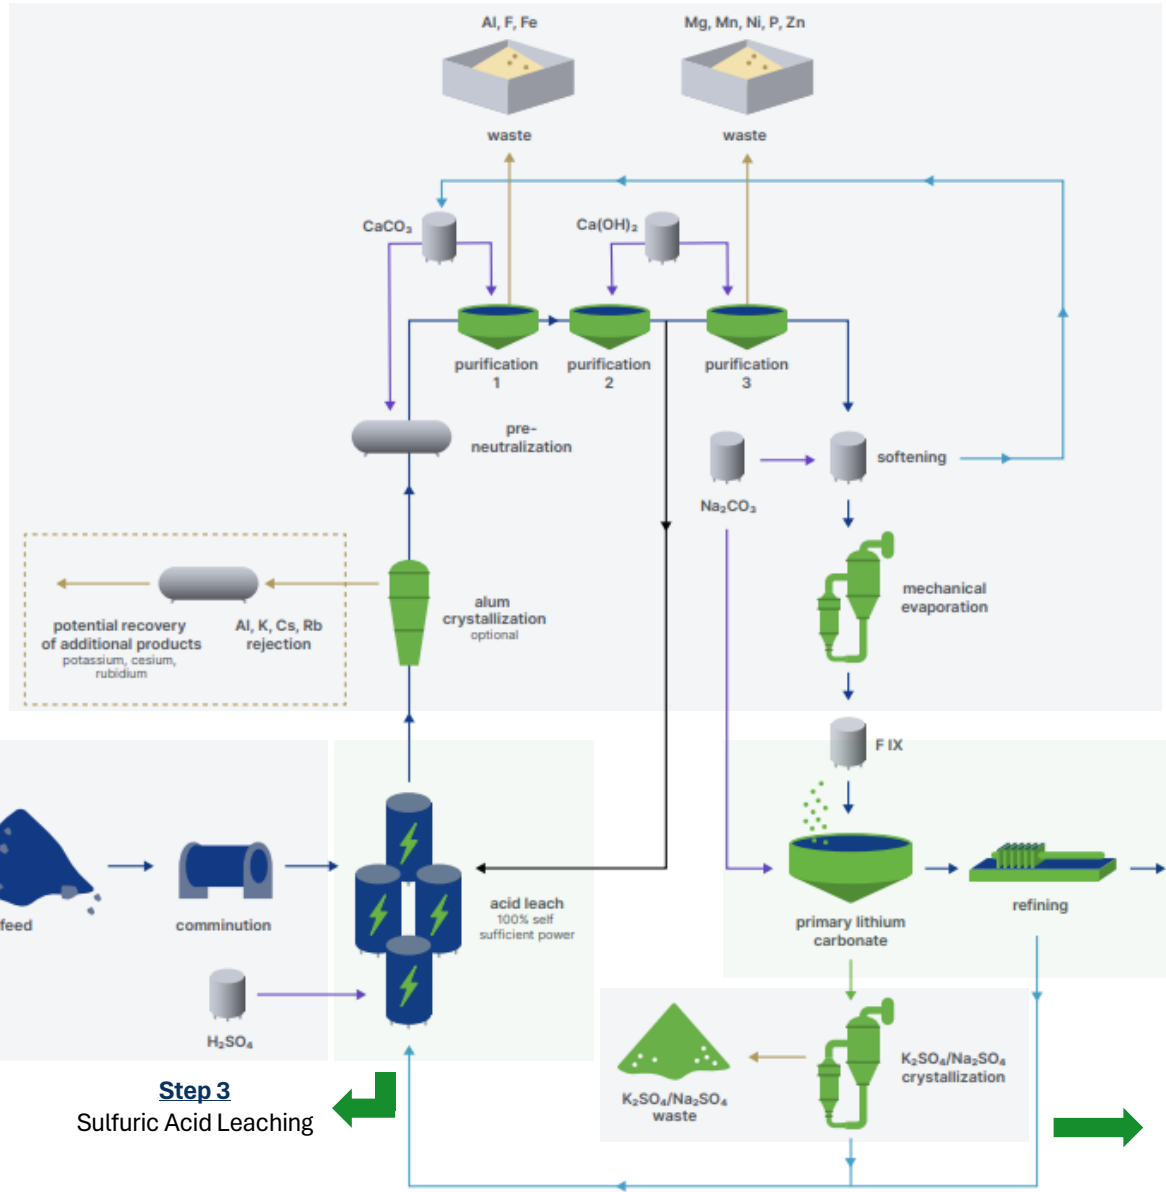 Al, F, Fe
Mg, Mn, Ni, P, Zn
waste
waste
CaCO₃
Ca(OH)₂
purification
1
purification
2
purification
3
pre-
neutralization
softening
Na₂CO₃
mechanical
evaporation
alum
crystallization
optional
potential recovery
of additional products
potassium, cesium,
rubidium
Al, K, Cs, Rb
rejection
F IX
feed
comminution
acid leach
100% self
sufficient power
primary lithium
carbonate
refining
H₂SO₄
K₂SO₄/Na₂SO₄
crystallization
K₂SO₄/Na₂SO₄
waste
Step 3
Sulfuric Acid Leaching